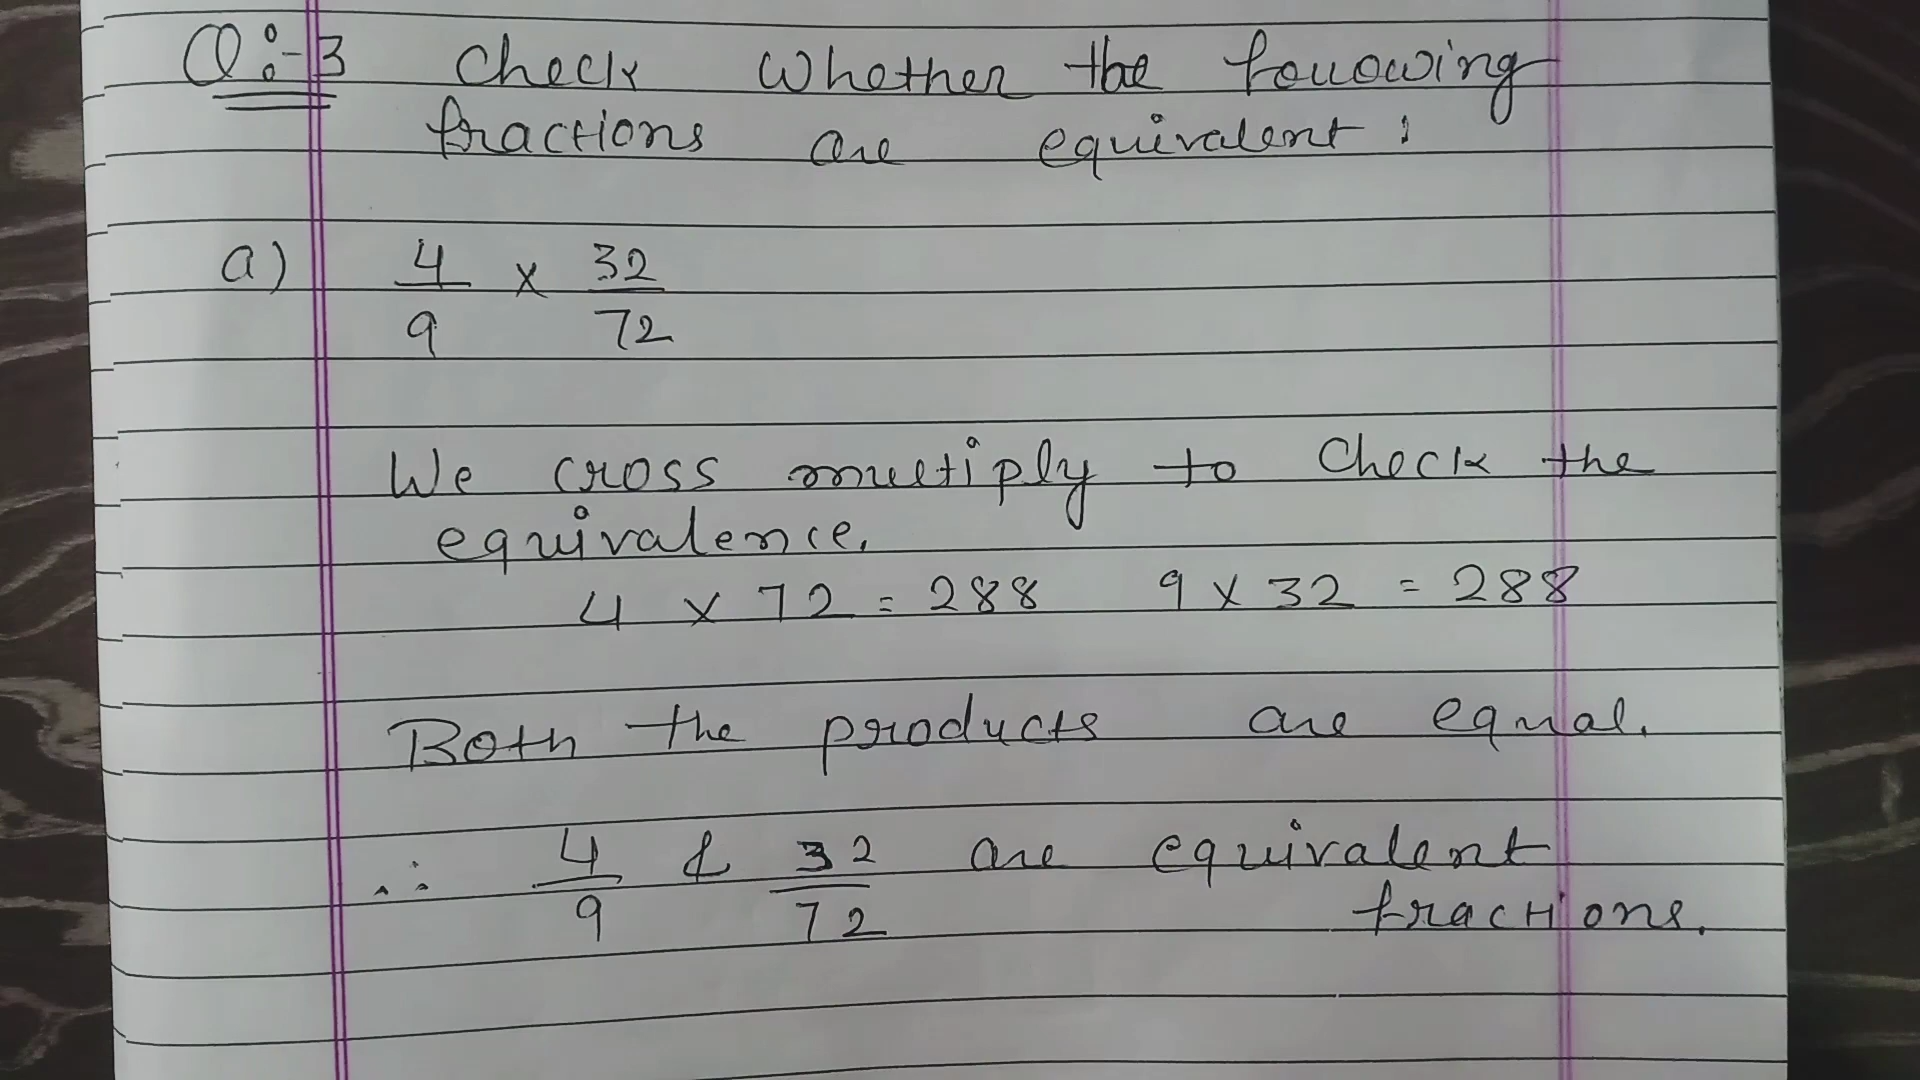 Q:-3 Check whether the following
fractions are equivalent:
a) 4/9 × 32/72
We cross multiply to check the
equivalence.
4 × 72 = 288 9 × 32 = 288
Both the products are equal.
∴ 4/9 & 32/72 are equivalent
fractions.